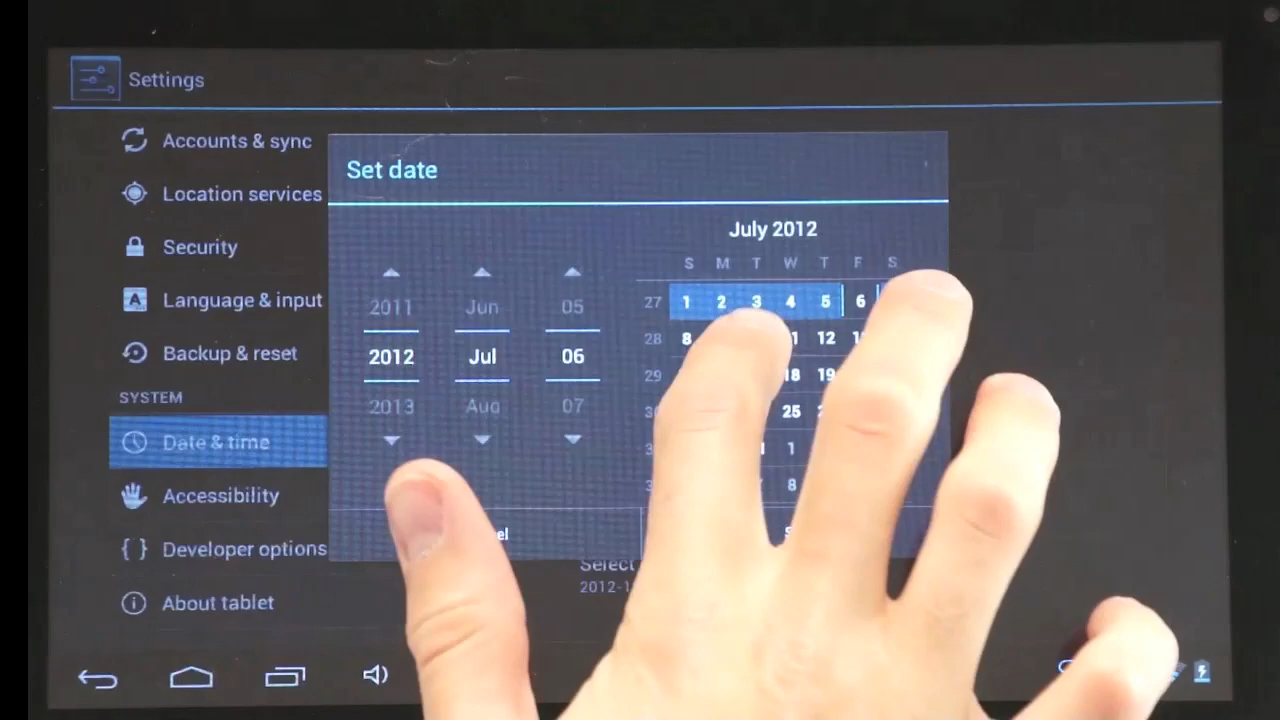 Settings
Accounts & sync
Location services
Security
Language & input
Backup & reset
SYSTEM
Date & time
Accessibility
Developer options
About tablet
Set date
2011 Jun 05
2012 Jul 06
2013 Aug 07
July 2012
S M T W T F S
27 1 2 3 4 5 6
28 8 12
29 18 19
25
1
8
Select